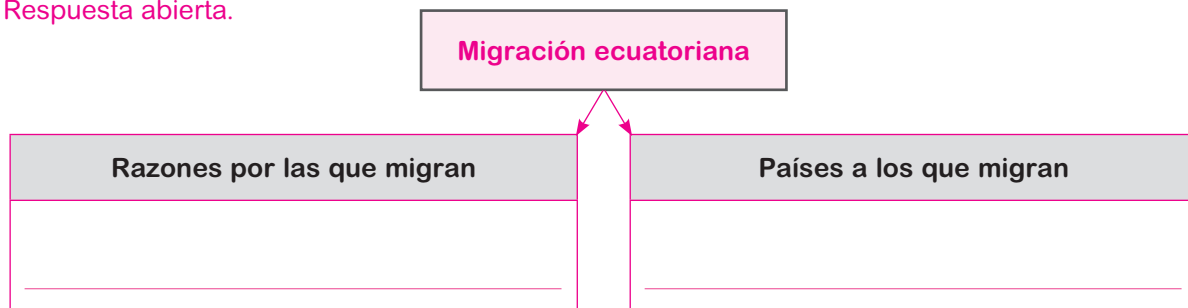 Respuesta abierta.
Migración ecuatoriana
Razones por las que migran
Países a los que migran